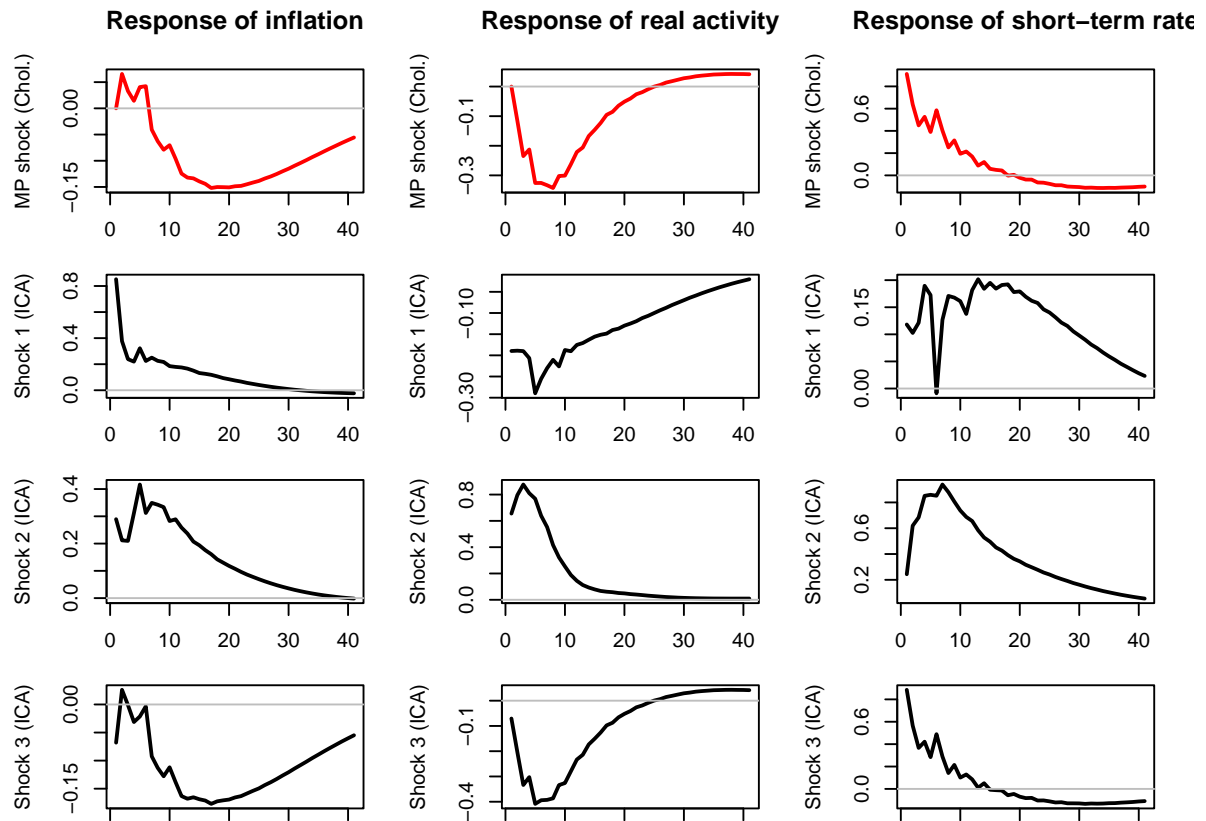 Response of inflation
Response of real activity
Response of short−term rate
MP shock (Chol.)
0.00
−0.15
0 10 20 30 40
MP shock (Chol.)
−0.1
−0.3
0 10 20 30 40
MP shock (Chol.)
0.6
0.0
0 10 20 30 40
Shock 1 (ICA)
0.8
0.4
0.0
0 10 20 30 40
Shock 1 (ICA)
−0.10
−0.30
0 10 20 30 40
Shock 1 (ICA)
0.15
0.00
0 10 20 30 40
Shock 2 (ICA)
0.4
0.2
0.0
0 10 20 30 40
Shock 2 (ICA)
0.8
0.4
0.0
0 10 20 30 40
Shock 2 (ICA)
0.6
0.2
0 10 20 30 40
Shock 3 (ICA)
0.00
−0.15
Shock 3 (ICA)
−0.1
−0.4
Shock 3 (ICA)
0.6
0.0